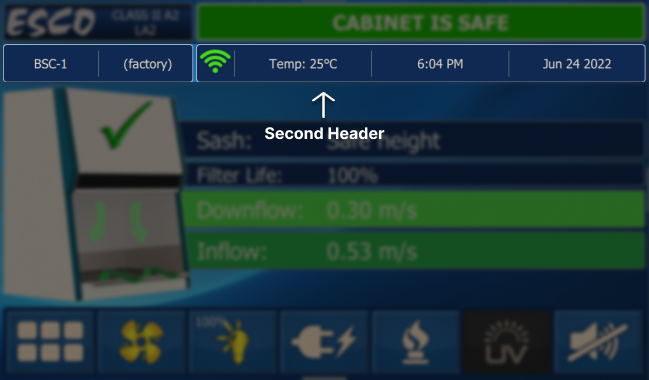 ESCO
CLASS II A2
LA2
CABINET IS SAFE
BSC-1
(factory)
Temp: 25°C
6:04 PM
Jun 24 2022
Second Header
Sash: Safe height
Filter Life: 100%
Downflow: 0.30 m/s
Inflow: 0.53 m/s
100%
UV